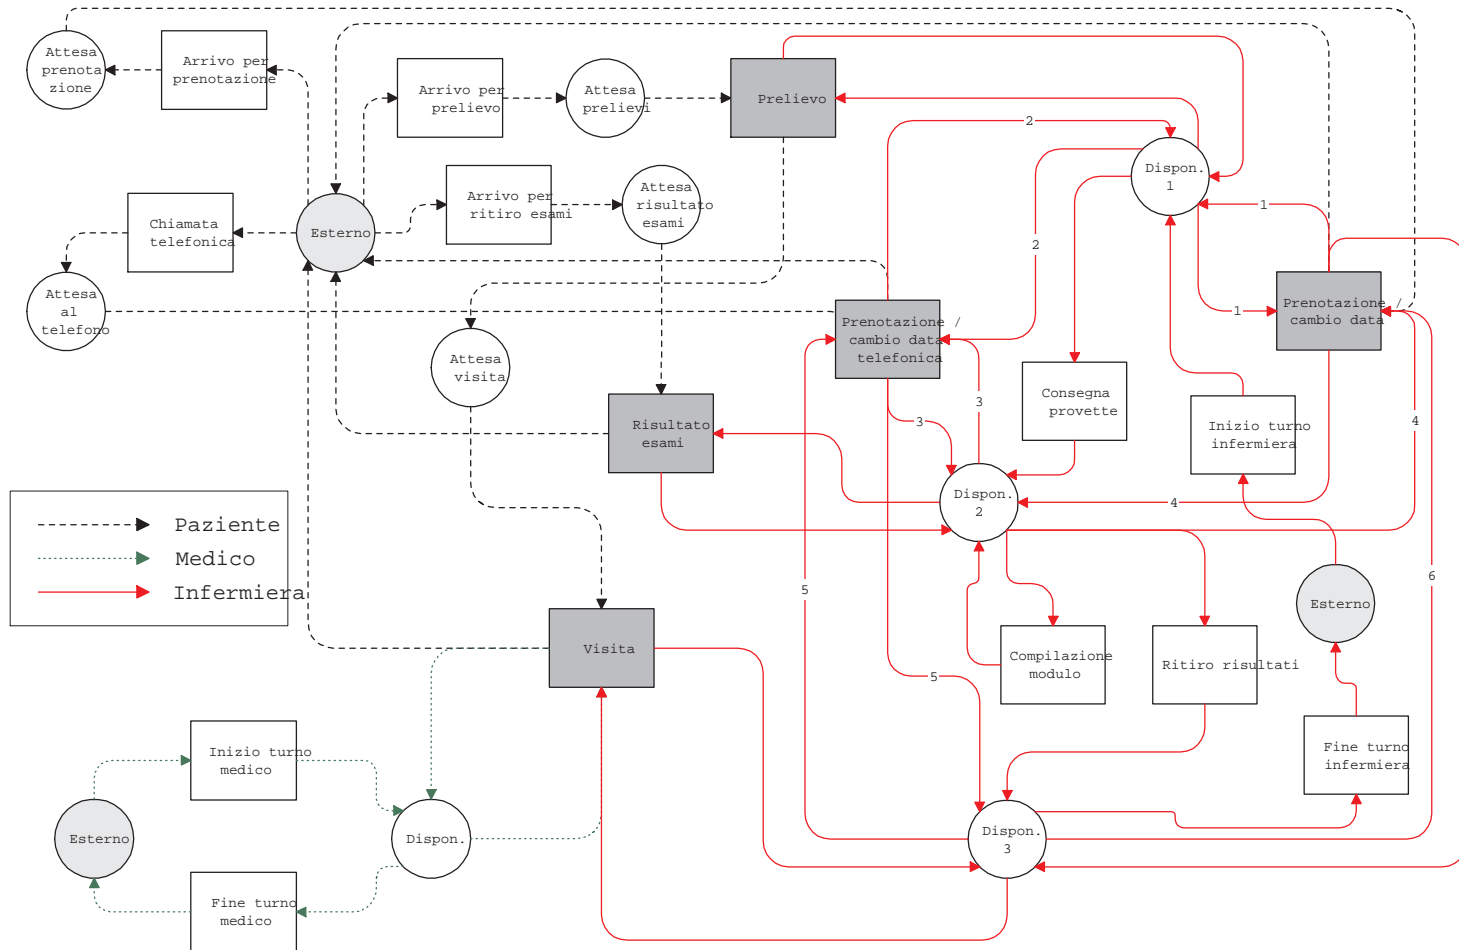 Attesa
prenota
zione
Arrivo per
prenotazione
Arrivo per
prelievo
Attesa
prelievi
Prelievo
2
Dispon.
1
Chiamata
telefonica
Esterno
Arrivo per
ritiro esami
Attesa
risultato
esami
1
2
Attesa
al
telefono
Prenotazione /
cambio data
telefonica
1
Prenotazione /
cambio data
Attesa
visita
Consegna
provette
Inizio turno
infermiera
3
3
4
Risultato
esami
Dispon.
2
4
Paziente
Medico
Infermiera
5
6
Esterno
Visita
5
Compilazione
modulo
Ritiro risultati
Inizio turno
medico
Fine turno
infermiera
Esterno
Dispon.
Dispon.
3
Fine turno
medico